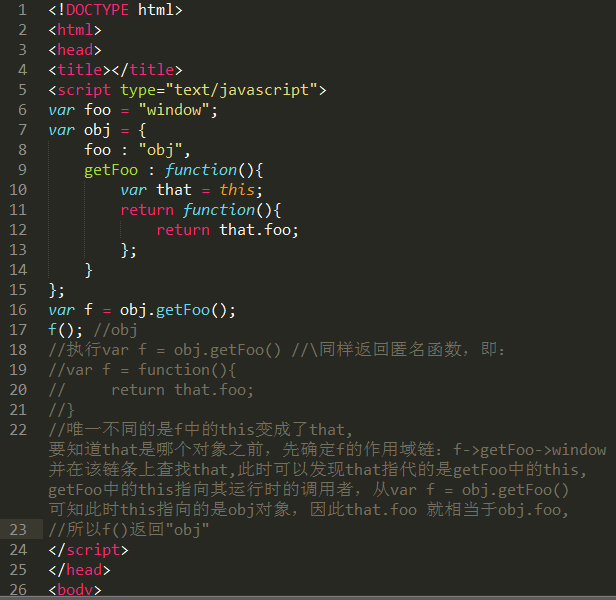 1 <!DOCTYPE html>
2 <html>
3 <head>
4 <title></title>
5 <script type="text/javascript">
6 var foo = "window";
7 var obj = {
8     foo : "obj",
9     getFoo : function(){
10         var that = this;
11         return function(){
12             return that.foo;
13         };
14     }
15 };
16 var f = obj.getFoo();
17 f(); //obj
18 //执行var f = obj.getFoo() //\同样返回匿名函数，即：
19 //var f = function(){
20 //     return that.foo;
21 //}
22 //唯一不同的是f中的this变成了that,
要知道that是哪个对象之前，先确定f的作用域链：f->getFoo->window
并在该链条上查找that,此时可以发现that指代的是getFoo中的this,
getFoo中的this指向其运行时的调用者，从var f = obj.getFoo()
可知此时this指向的是obj对象，因此that.foo 就相当于obj.foo,
23 //所以f()返回"obj"
24 </script>
25 </head>
26 <body>